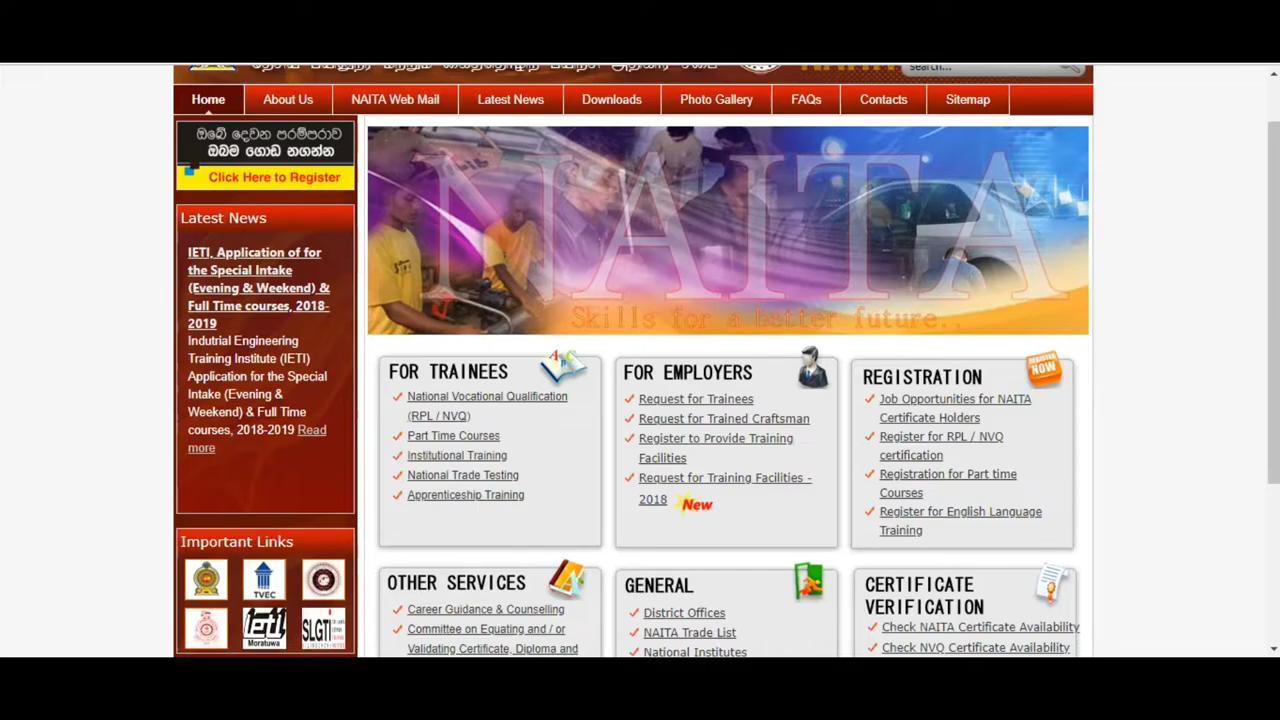 search...
Home About Us NAITA Web Mail Latest News Downloads Photo Gallery FAQs Contacts Sitemap
ඔබේ දෙවන පරම්පරාව
ඔබම ගොඩ නගන්න
Click Here to Register
Latest News
IETI, Application of for
the Special Intake
(Evening & Weekend) &
Full Time courses, 2018-
2019
Indutrial Engineering
Training Institute (IETI)
Application for the Special
Intake (Evening &
Weekend) & Full Time
courses, 2018-2019 Read
more
Important Links
TVEC
IETI
Moratuwa
SLGTI
NAITA
Skills for a better future..
FOR TRAINEES
National Vocational Qualification
(RPL / NVQ)
Part Time Courses
Institutional Training
National Trade Testing
Apprenticeship Training
FOR EMPLOYERS
Request for Trainees
Request for Trained Craftsman
Register to Provide Training
Facilities
Request for Training Facilities -
2018 New
REGISTRATION
REGISTER
NOW
Job Opportunities for NAITA
Certificate Holders
Register for RPL / NVQ
certification
Registration for Part time
Courses
Register for English Language
Training
OTHER SERVICES
Career Guidance & Counselling
Committee on Equating and / or
Validating Certificate, Diploma and
GENERAL
District Offices
NAITA Trade List
National Institutes
CERTIFICATE
VERIFICATION
Check NAITA Certificate Availability
Check NVQ Certificate Availability